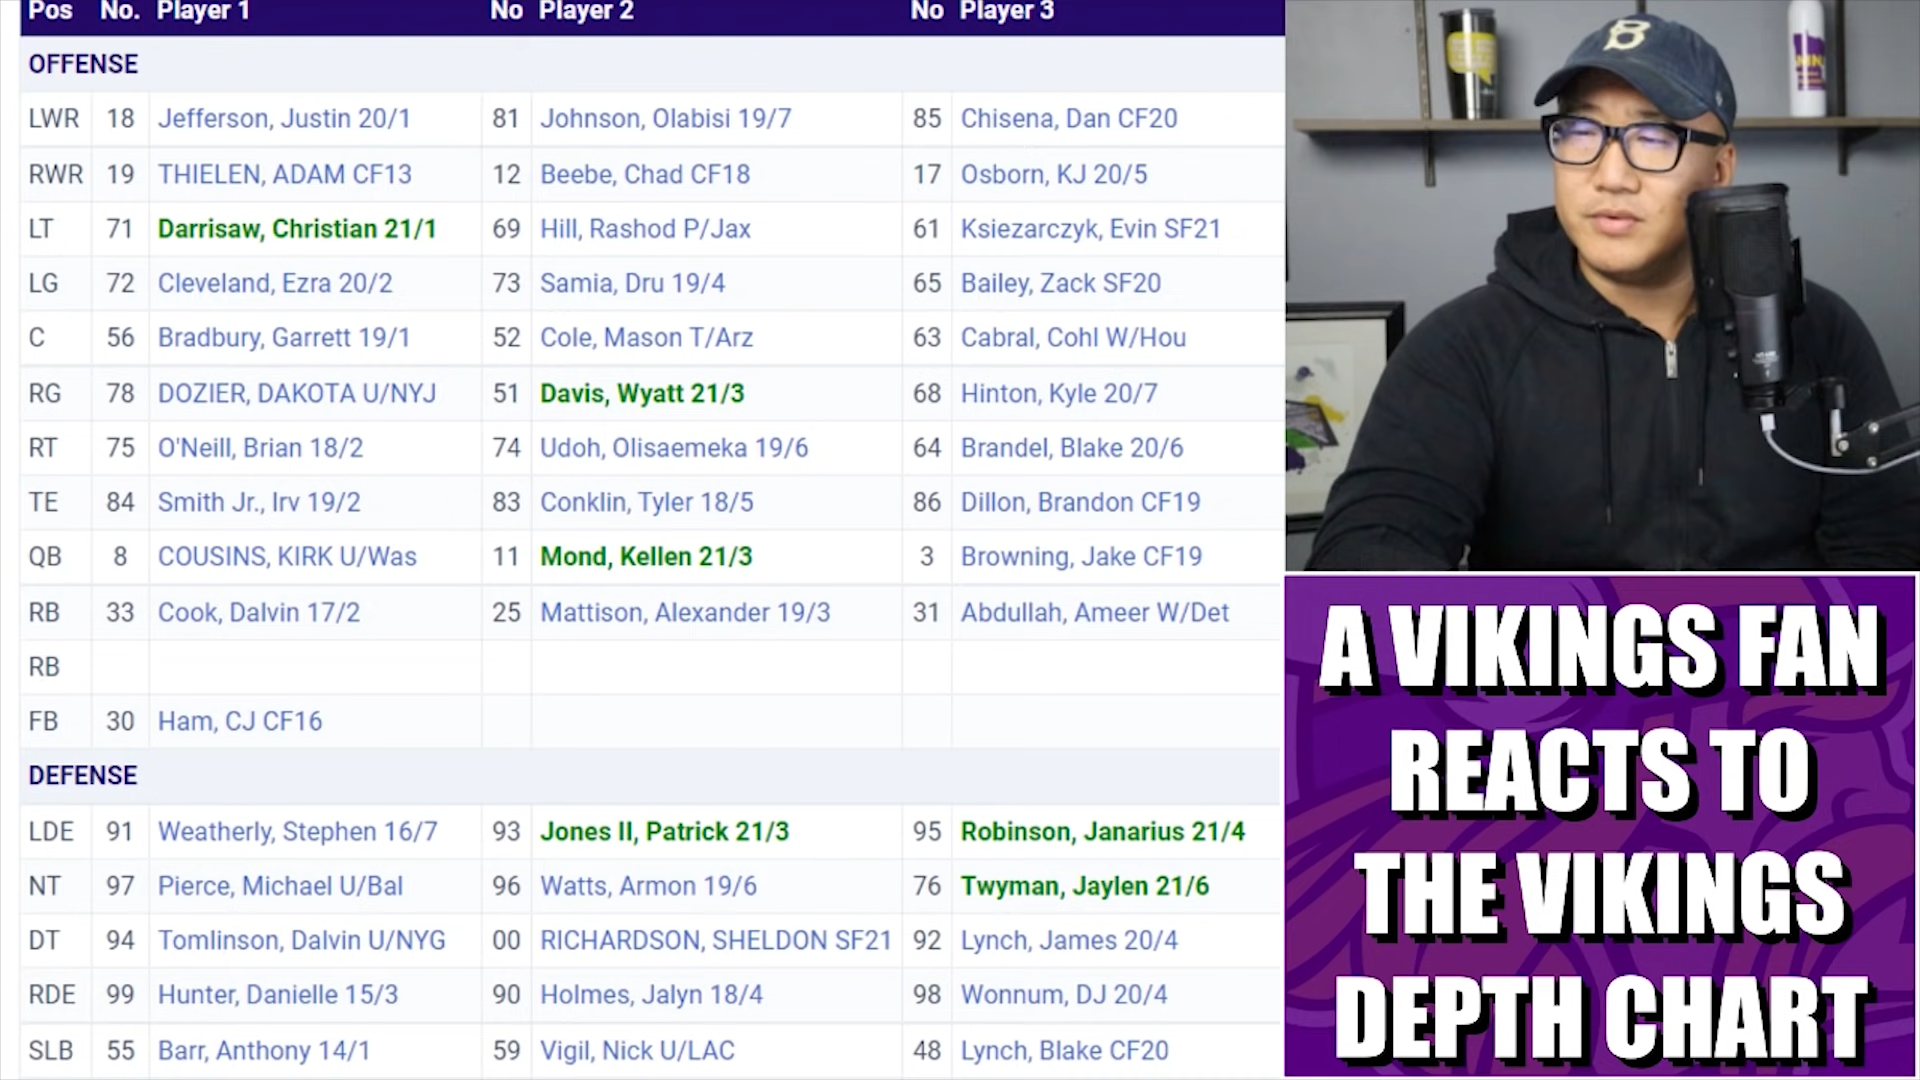 Pos No. Player 1 No Player 2 No Player 3
OFFENSE
LWR 18 Jefferson, Justin 20/1 81 Johnson, Olabisi 19/7 85 Chisena, Dan CF20
RWR 19 THIELEN, ADAM CF13 12 Beebe, Chad CF18 17 Osborn, KJ 20/5
LT 71 Darrisaw, Christian 21/1 69 Hill, Rashod P/Jax 61 Ksiezarczyk, Evin SF21
LG 72 Cleveland, Ezra 20/2 73 Samia, Dru 19/4 65 Bailey, Zack SF20
C 56 Bradbury, Garrett 19/1 52 Cole, Mason T/Arz 63 Cabral, Cohl W/Hou
RG 78 DOZIER, DAKOTA U/NYJ 51 Davis, Wyatt 21/3 68 Hinton, Kyle 20/7
RT 75 O'Neill, Brian 18/2 74 Udoh, Olisaemeka 19/6 64 Brandel, Blake 20/6
TE 84 Smith Jr., Irv 19/2 83 Conklin, Tyler 18/5 86 Dillon, Brandon CF19
QB 8 COUSINS, KIRK U/Was 11 Mond, Kellen 21/3 3 Browning, Jake CF19
RB 33 Cook, Dalvin 17/2 25 Mattison, Alexander 19/3 31 Abdullah, Ameer W/Det
RB
FB 30 Ham, CJ CF16
DEFENSE
LDE 91 Weatherly, Stephen 16/7 93 Jones II, Patrick 21/3 95 Robinson, Janarius 21/4
NT 97 Pierce, Michael U/Bal 96 Watts, Armon 19/6 76 Twyman, Jaylen 21/6
DT 94 Tomlinson, Dalvin U/NYG 00 RICHARDSON, SHELDON SF21 92 Lynch, James 20/4
RDE 99 Hunter, Danielle 15/3 90 Holmes, Jalyn 18/4 98 Wonnum, DJ 20/4
SLB 55 Barr, Anthony 14/1 59 Vigil, Nick U/LAC 48 Lynch, Blake CF20
B
A VIKINGS FAN
REACTS TO
THE VIKINGS
DEPTH CHART